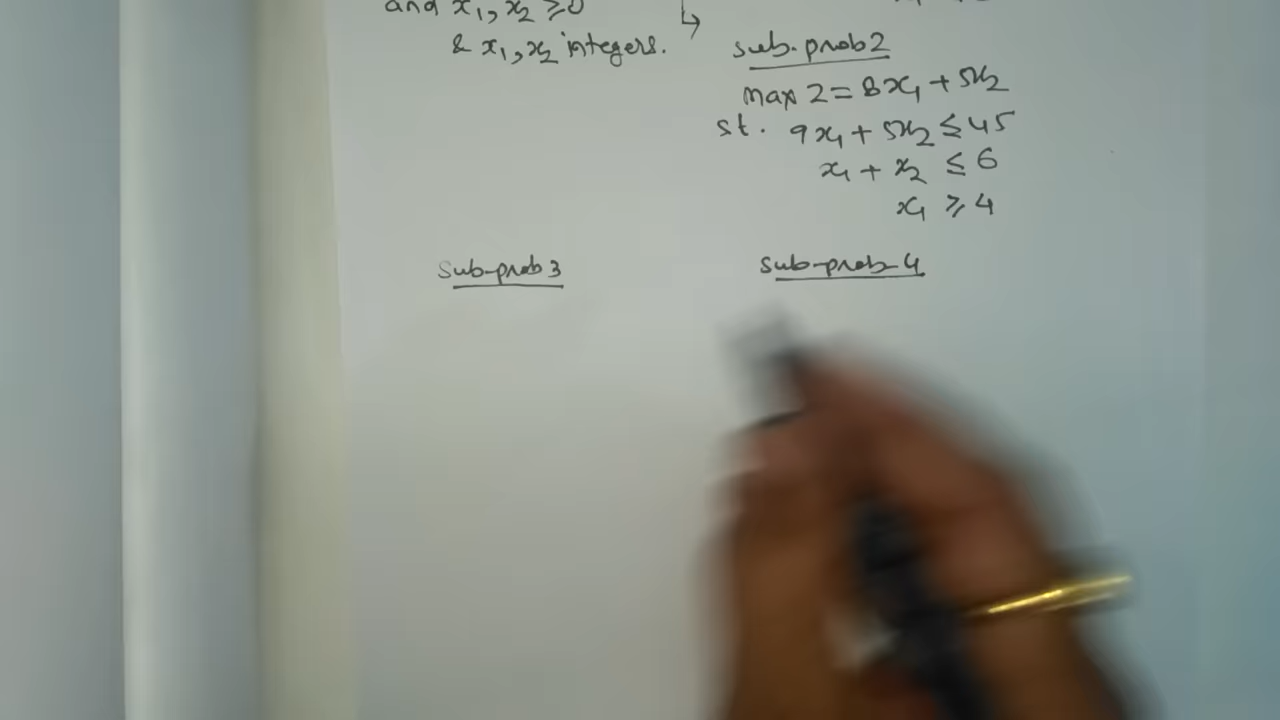 and x₁, x₂ ≥ 0
& x₁, x₂ integers.
sub. prob 2
max Z = 8x₁ + 5x₂
st. 9x₁ + 5x₂ ≤ 45
x₁ + x₂ ≤ 6
x₁ ≥ 4
sub-prob 3
sub-prob-4